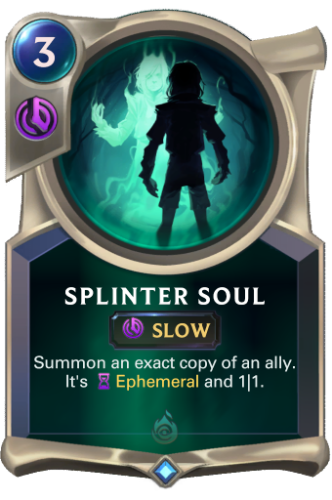 3
SPLINTER SOUL
SLOW
Summon an exact copy of an ally.
It's Ephemeral and 1|1.